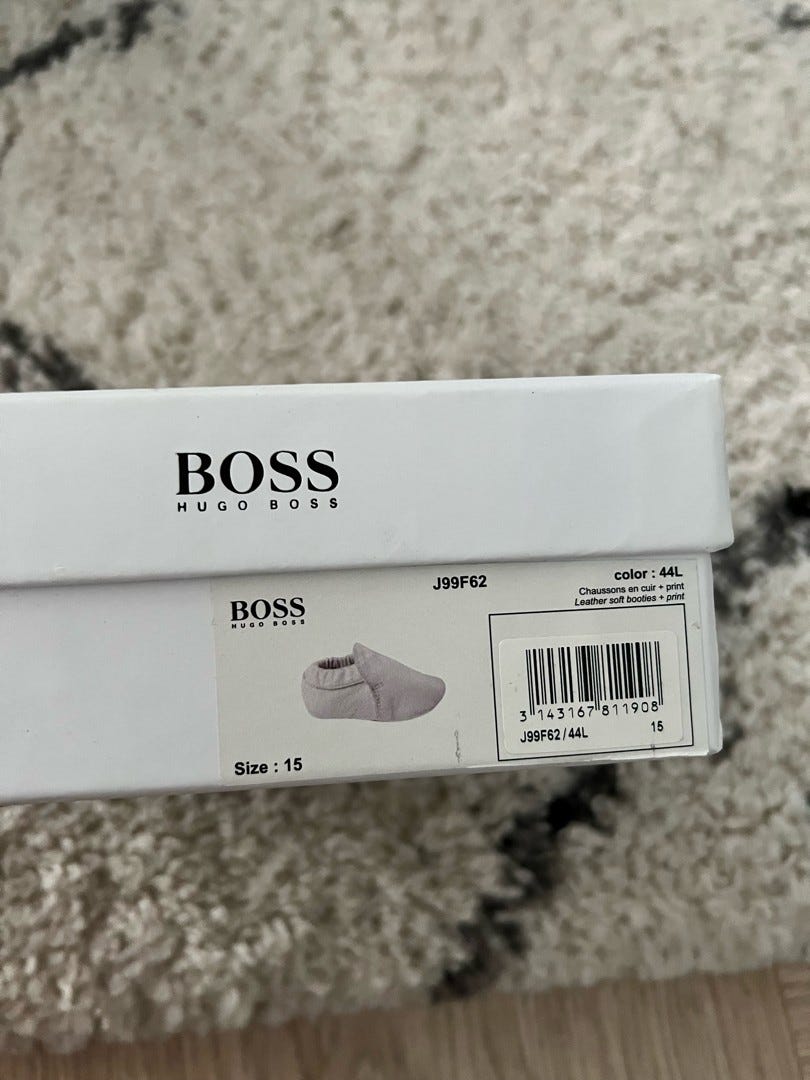 BOSS
HUGO BOSS
J99F62
color : 44L
Chaussons en cuir + print
Leather soft booties + print
BOSS
HUGO BOSS
3 143167 811908
J99F62/44L 15
Size : 15